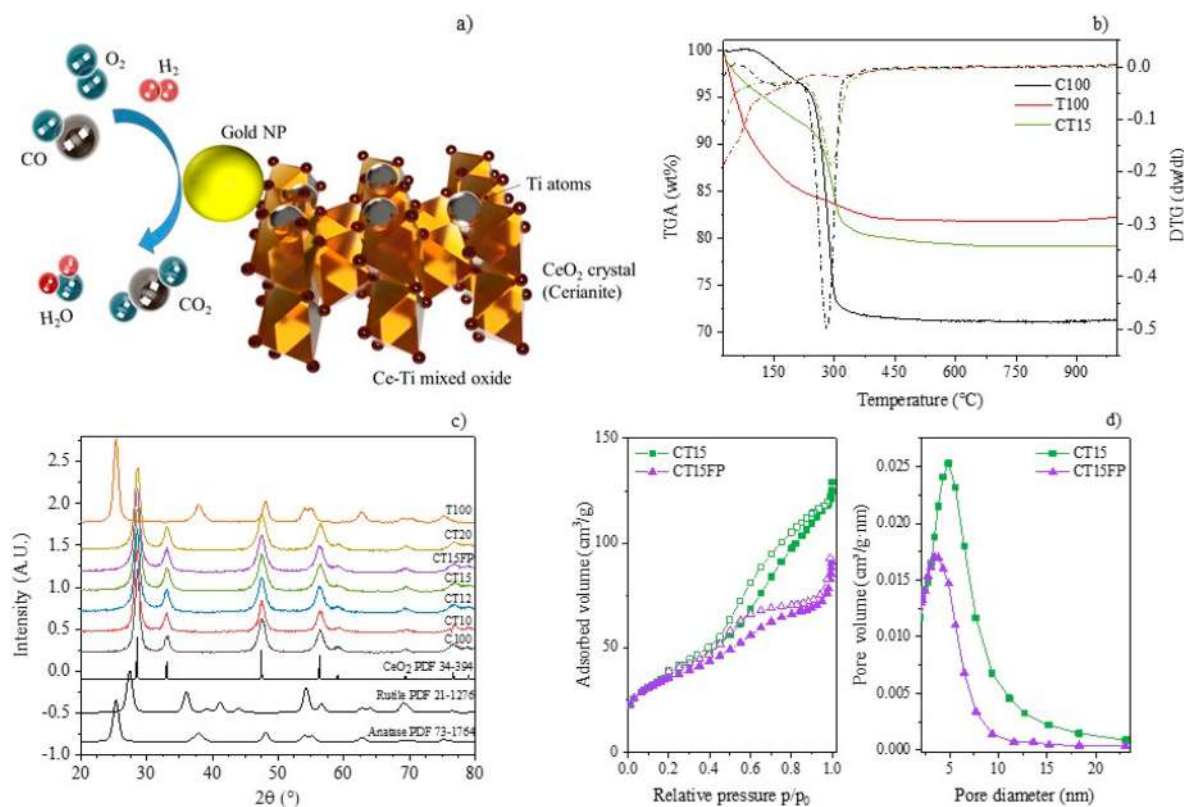 a)
O2
H2
Gold NP
CO
Ti atoms
CeO2 crystal
(Cerianite)
H2O
CO2
Ce-Ti mixed oxide
b)
100
95
90
85
80
75
70
TGA (wt%)
C100
T100
CT15
0.0
-0.1
-0.2
-0.3
-0.4
-0.5
DTG (dw/dt)
150 300 450 600 750 900
Temperature (°C)
c)
2.5
2.0
1.5
1.0
0.5
0.0
-0.5
-1.0
Intensity (A.U.)
T100
CT20
CT15FP
CT15
CT12
CT10
C100
CeO2 PDF 34-394
Rutile PDF 21-1276
Anatase PDF 73-1764
20 30 40 50 60 70 80
2θ (°)
150
100
50
0
Adsorbed volume (cm3/g)
CT15
CT15FP
0.0 0.2 0.4 0.6 0.8 1.0
Relative pressure p/p0
d)
0.025
0.020
0.015
0.010
0.005
0.000
Pore volume (cm3/g·nm)
CT15
CT15FP
5 10 15 20
Pore diameter (nm)